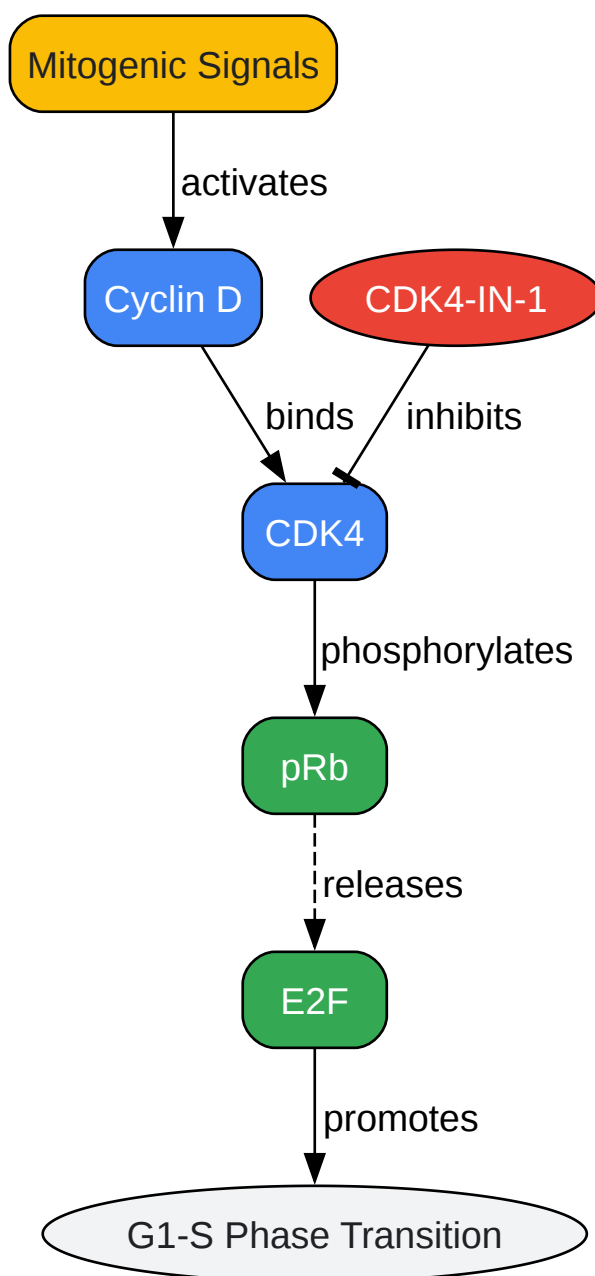 Mitogenic Signals
activates
Cyclin D
CDK4-IN-1
binds
inhibits
CDK4
phosphorylates
pRb
releases
E2F
promotes
G1-S Phase Transition